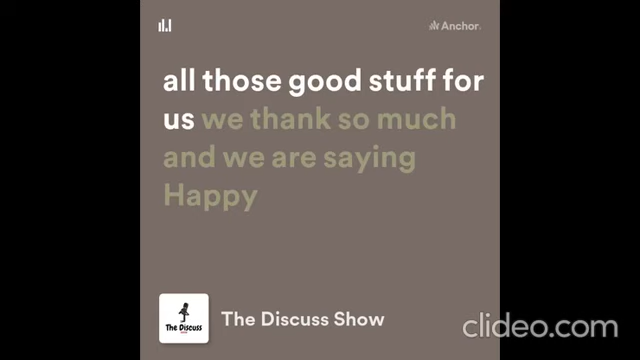 Anchor.
all those good stuff for
us we thank so much
and we are saying
Happy
The Discuss
The Discuss Show
clideo.com